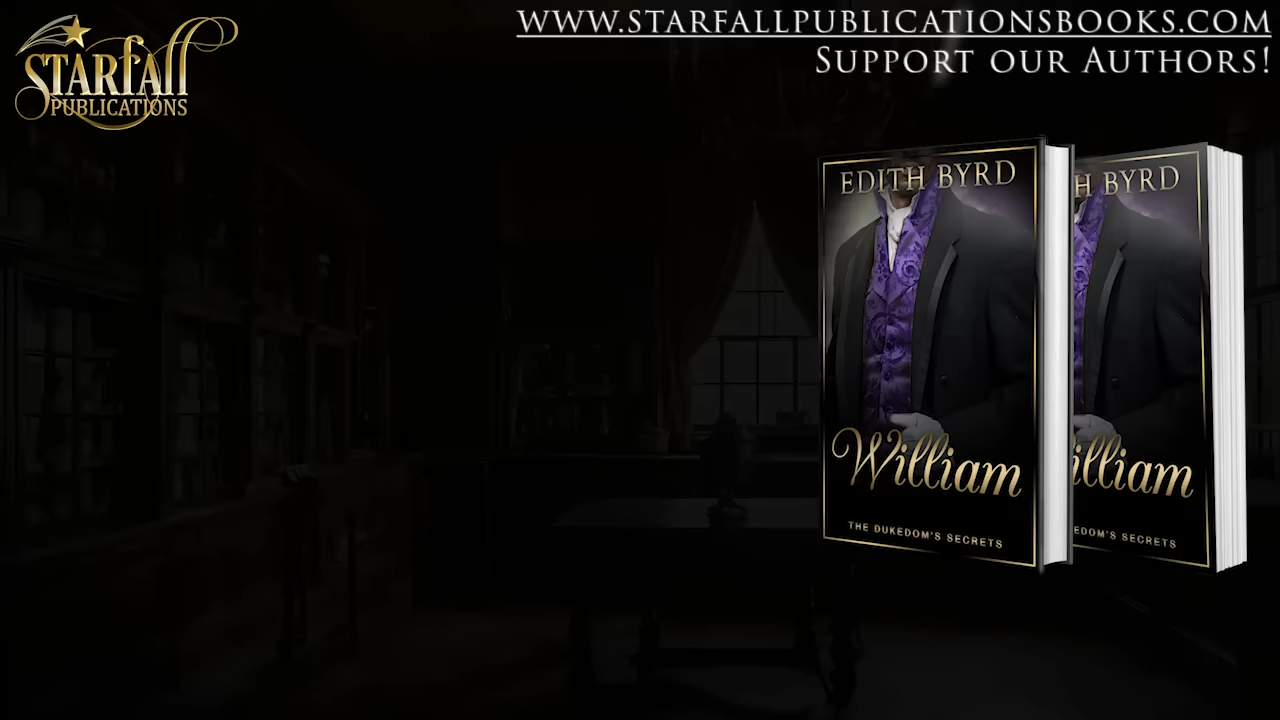 STARfall
PUBLICATIONS
WWW.STARFALLPUBLICATIONSBOOKS.COM
SUPPORT OUR AUTHORS!
EDITH BYRD
William
THE DUKEDOM'S SECRETS
H BYRD
illiam
EDOM'S SECRETS